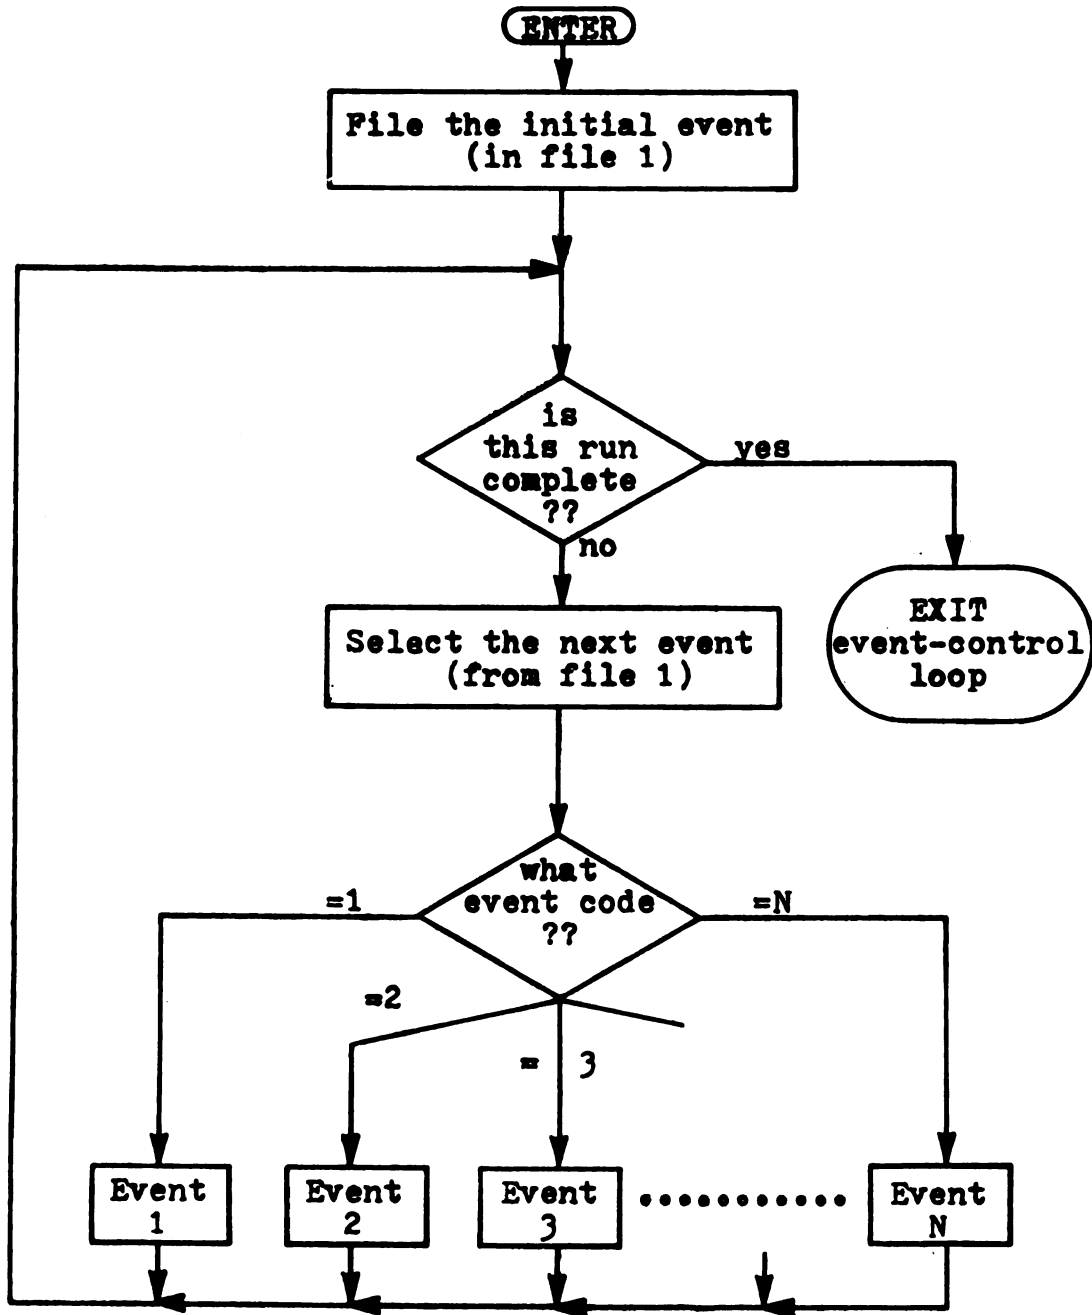 ENTER
File the initial event
(in file 1)
is
this run
complete
??
yes
no
EXIT
event-control
loop
Select the next event
(from file 1)
what
event code
??
=1
=N
=2
= 3
Event
1
Event
2
Event
3
Event
N